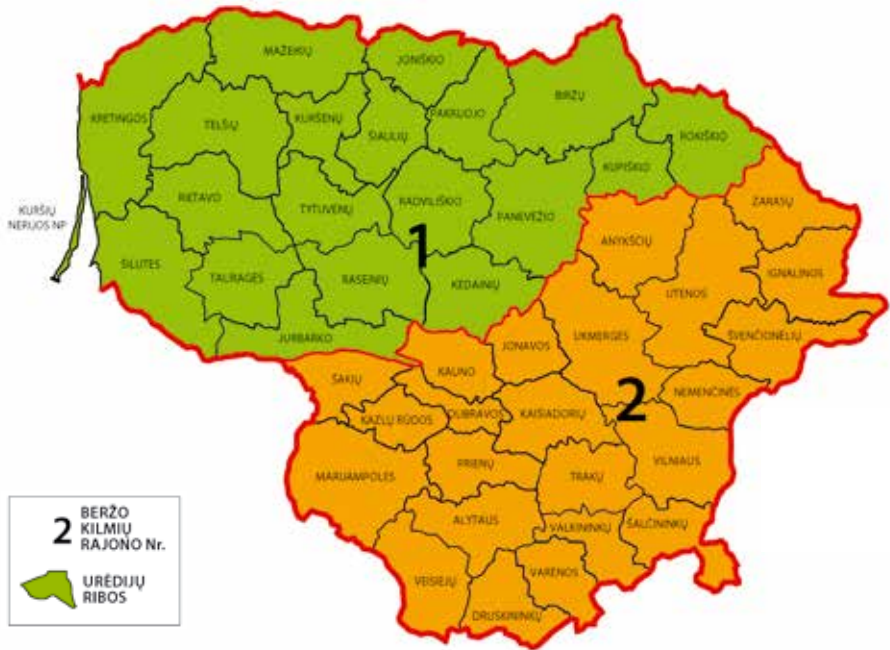 MAŽEIKIŲ
JONIŠKIO
BIRŽŲ
KRETINGOS
TELŠIŲ
KURŠĖNŲ
ŠIAULIŲ
PAKRUOJO
ROKIŠKIO
KUPIŠKIO
KURŠIŲ
NERIJOS NP
RIETAVO
TYTUVĖNŲ
RADVILIŠKIO
PANEVĖŽIO
ZARASŲ
1
ANYKŠČIŲ
ŠILUTĖS
TAURAGĖS
RASEINIŲ
KĖDAINIŲ
UTENOS
IGNALINOS
JURBARKO
JONAVOS
UKMERGĖS
ŠVENČIONĖLIŲ
ŠAKIŲ
KAUNO
2
NEMENČINĖS
KAZLŲ RŪDOS
DUBRAVOS
KAIŠIADORIŲ
MARIJAMPOLĖS
PRIENŲ
TRAKŲ
VILNIAUS
ALYTAUS
VALKININKŲ
ŠALČININKŲ
VEISIEJŲ
VARĖNOS
DRUSKININKŲ
2 BERŽO
KILMIŲ
RAJONO Nr.
URĖDIJŲ
RIBOS